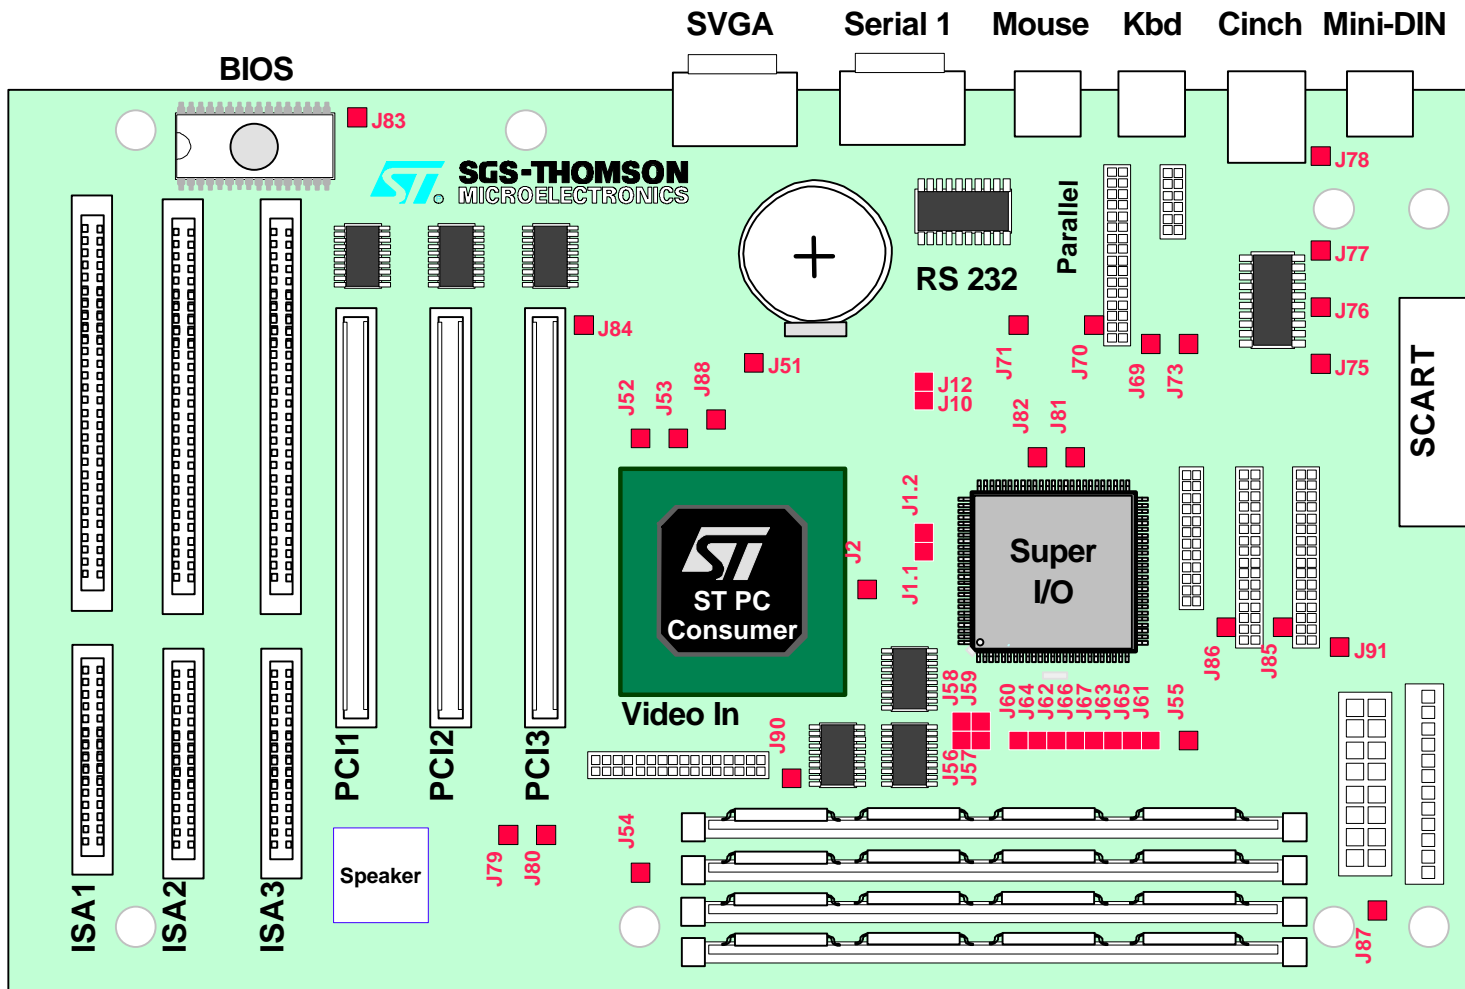 SVGA
Serial 1
Mouse
Kbd
Cinch
Mini-DIN
BIOS
J83
ST.
SGS-THOMSON
MICROELECTRONICS
J78
Parallel
RS 232
J77
J76
J75
SCART
J84
J71
J70
J69
J73
J51
J52
J53
J88
J12
J10
J82
J81
J1.2
J1.1
J2
ST
ST PC
Consumer
Super
I/O
J86
J85
J91
Video In
J90
J58
J59
J56
J57
J60
J64
J62
J66
J67
J63
J65
J61
J55
PCI1
PCI2
PCI3
J79
J80
J54
Speaker
ISA1
ISA2
ISA3
J87